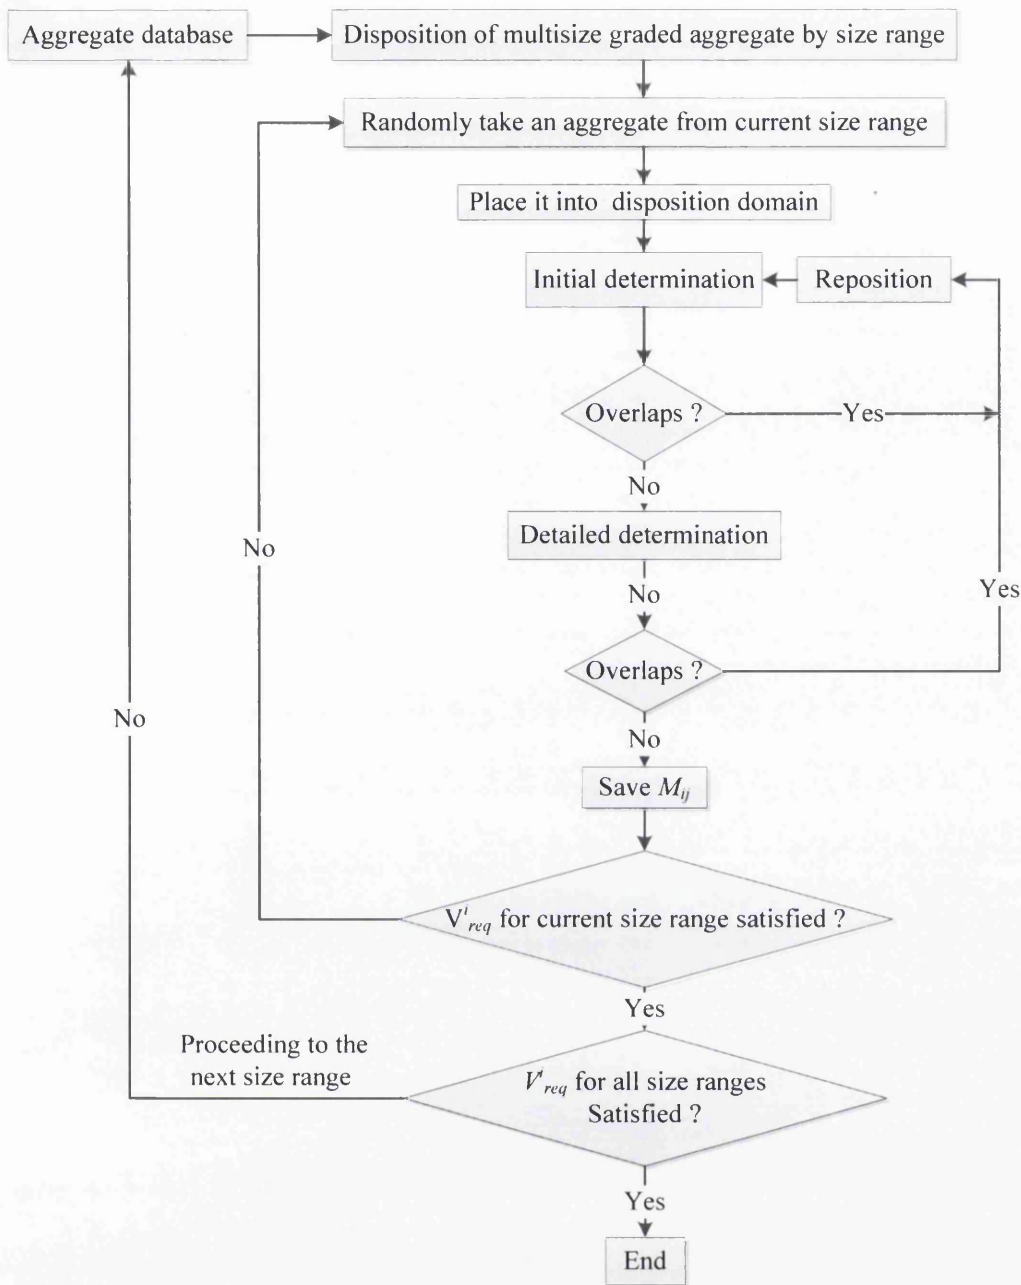 Aggregate database
Disposition of multisize graded aggregate by size range
Randomly take an aggregate from current size range
Place it into disposition domain
Initial determination
Reposition
Overlaps ?
Yes
No
Detailed determination
No
No
Yes
Overlaps ?
No
No
Save M_ij
V^i_req for current size range satisfied ?
Yes
Proceeding to the
next size range
V^i_req for all size ranges
Satisfied ?
Yes
End